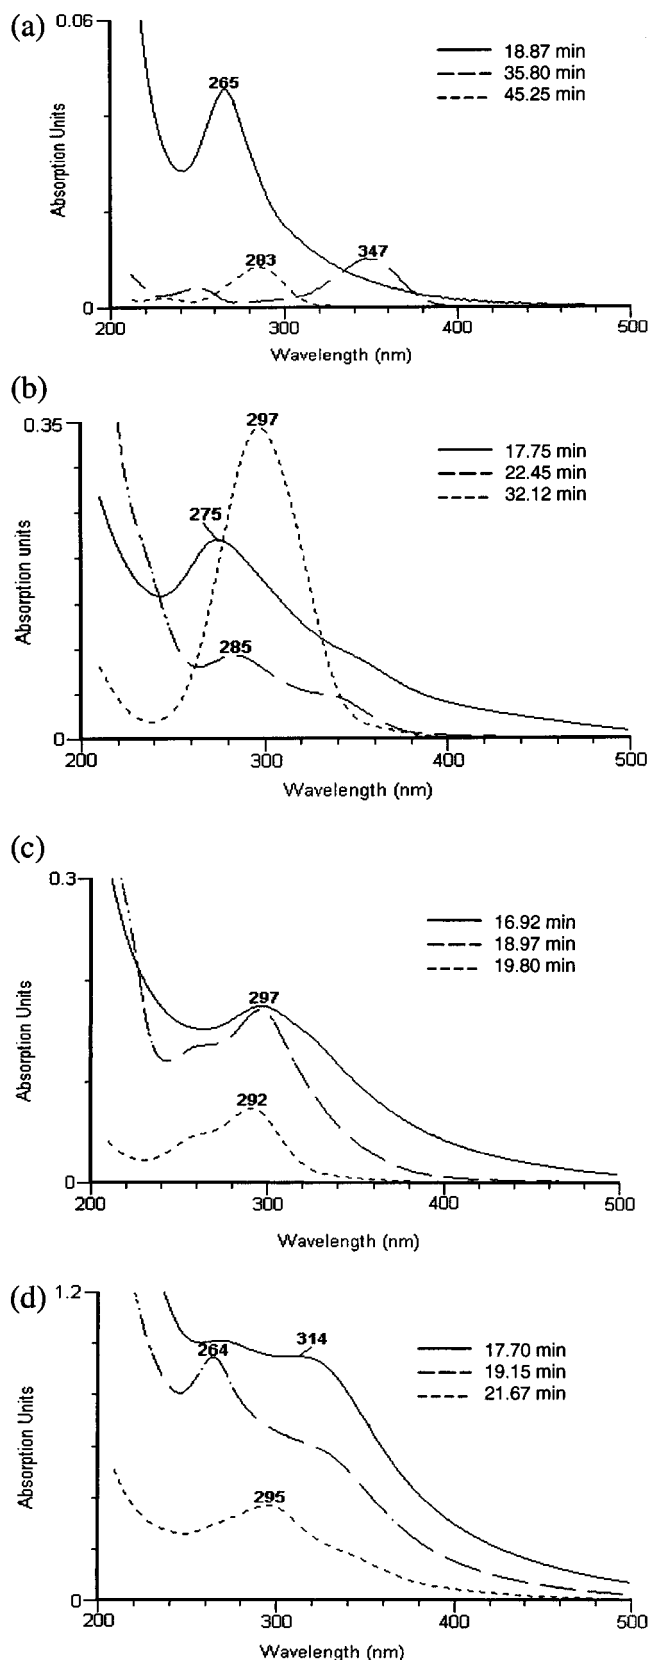 (a)
0.06
18.87 min
35.80 min
45.25 min
265
283
347
Absorption Units
0
200
300
400
500
Wavelength (nm)
(b)
0.35
297
17.75 min
22.45 min
32.12 min
275
285
Absorption units
0
200
300
400
500
Wavelength (nm)
(c)
0.3
16.92 min
18.97 min
19.80 min
297
292
Absorption Units
0
200
300
400
500
Wavelength (nm)
(d)
1.2
314
264
17.70 min
19.15 min
21.67 min
295
Absorption Units
0
200
300
400
500
Wavelength (nm)